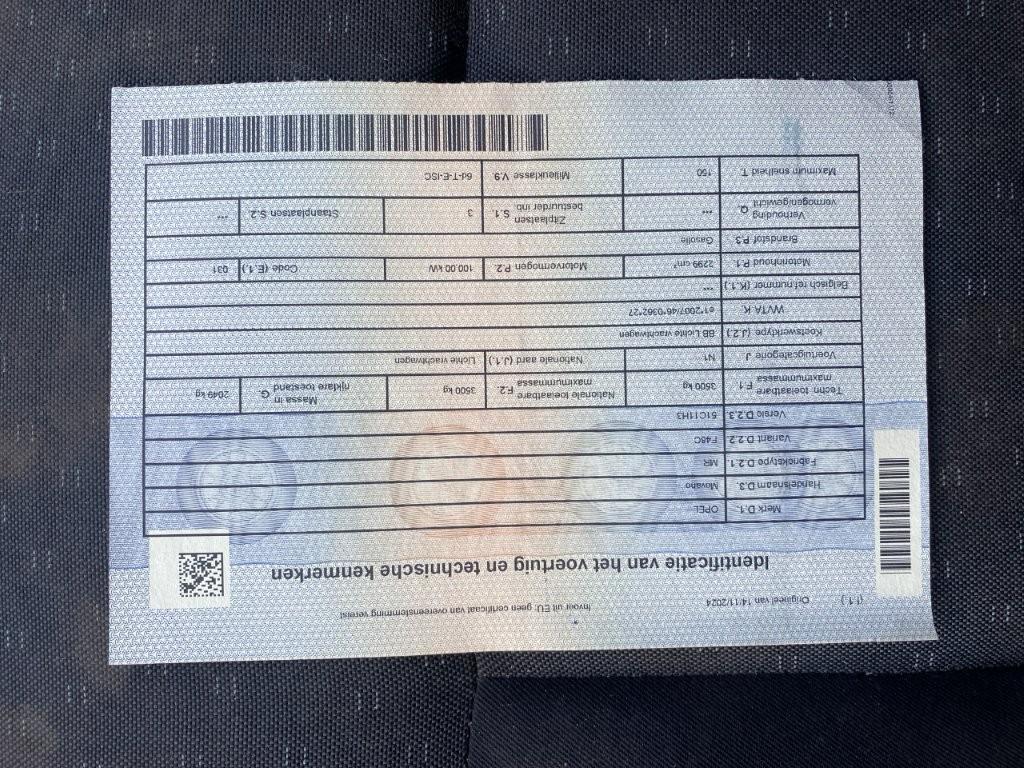 (1.1.) Origineel van 14/11/2024
Invoer uit EU: geen certificaat van overeenstemming vereist
Identificatie van het voertuig en technische kenmerken
Merk D.1. OPEL
Handelsnaam D.3. Movano
Fabriekstype D.2.1. MR
Variant D.2.2. F46C
Versie D.2.3. 51C11H3
Techn toelaatbare maximummassa F.1. 3500 kg Nationale toelaatbare maximummassa F.2. 3500 kg Massa in rijklare toestand G. 2049 kg
Voertuigcategorie J. N1 Nationale aard (J.1.) Lichte vrachtwagen
Koetswerktype (J.2.) BB Lichte vrachtwagen
WVTA K. e1*2007/46*0362*27
Belgisch ref nummer (K.1.) ***
Motorinhoud P.1. 2299 cm³ Motorvermogen P.2. 100.00 kW Code (E.1.) 031
Brandstof P.3. Gasolie
Verhouding vermogen/gewicht Q. *** Zitplaatsen bestuurder inb S.1. 3 Staanplaatsen S.2. ***
Maximum snelheid T. 150 Milieuklasse V.9. 6d-T-E-ISC